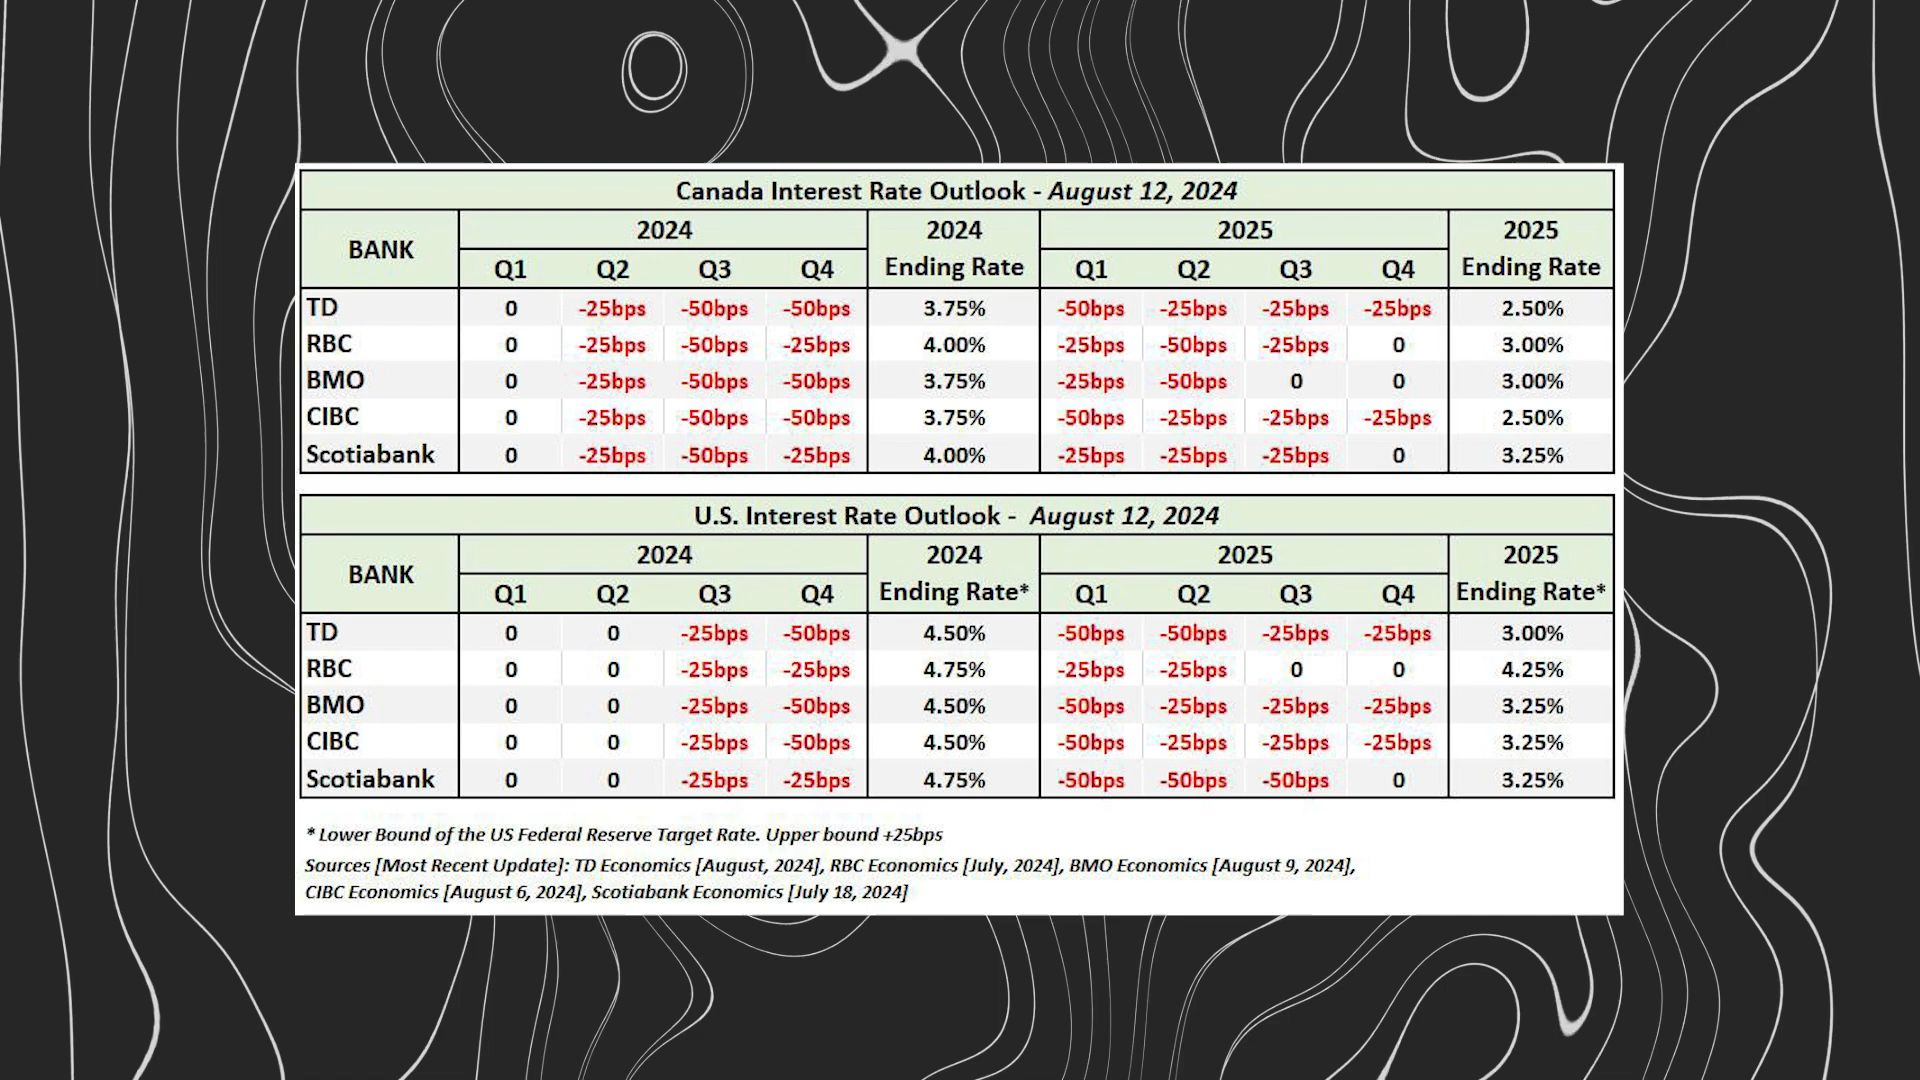 Canada Interest Rate Outlook - August 12, 2024
BANK 2024 2024 Ending Rate 2025 2025 Ending Rate
Q1 Q2 Q3 Q4 Q1 Q2 Q3 Q4
TD 0 -25bps -50bps -50bps 3.75% -50bps -25bps -25bps -25bps 2.50%
RBC 0 -25bps -50bps -25bps 4.00% -25bps -50bps -25bps 0 3.00%
BMO 0 -25bps -50bps -50bps 3.75% -25bps -50bps 0 0 3.00%
CIBC 0 -25bps -50bps -50bps 3.75% -50bps -25bps -25bps -25bps 2.50%
Scotiabank 0 -25bps -50bps -25bps 4.00% -25bps -25bps -25bps 0 3.25%
U.S. Interest Rate Outlook - August 12, 2024
BANK 2024 2024 Ending Rate* 2025 2025 Ending Rate*
Q1 Q2 Q3 Q4 Q1 Q2 Q3 Q4
TD 0 0 -25bps -50bps 4.50% -50bps -50bps -25bps -25bps 3.00%
RBC 0 0 -25bps -25bps 4.75% -25bps -25bps 0 0 4.25%
BMO 0 0 -25bps -50bps 4.50% -50bps -25bps -25bps -25bps 3.25%
CIBC 0 0 -25bps -50bps 4.50% -50bps -25bps -25bps -25bps 3.25%
Scotiabank 0 0 -25bps -25bps 4.75% -50bps -50bps -50bps 0 3.25%
* Lower Bound of the US Federal Reserve Target Rate. Upper bound +25bps
Sources [Most Recent Update]: TD Economics [August, 2024], RBC Economics [July, 2024], BMO Economics [August 9, 2024],
CIBC Economics [August 6, 2024], Scotiabank Economics [July 18, 2024]